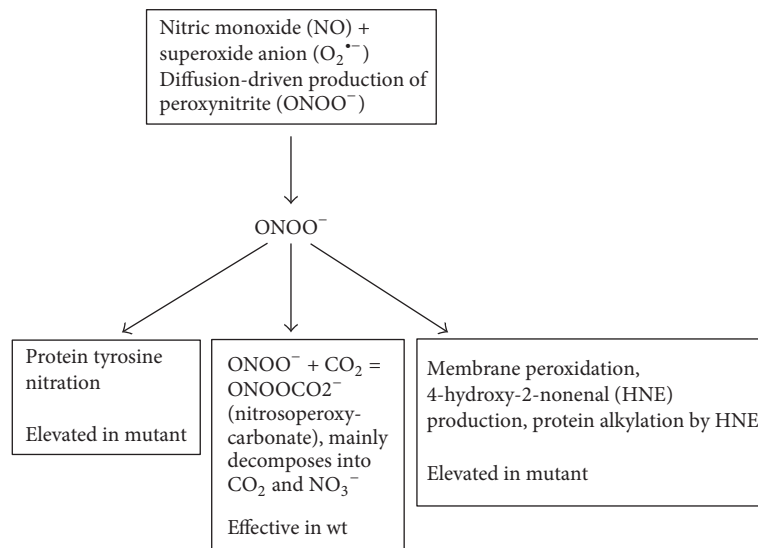 Nitric monoxide (NO) +
superoxide anion (O₂•⁻)
Diffusion-driven production of
peroxynitrite (ONOO⁻)
ONOO⁻
Protein tyrosine
nitration
Elevated in mutant
ONOO⁻ + CO₂ =
ONOOCO2⁻
(nitrosoperoxy-
carbonate), mainly
decomposes into
CO₂ and NO₃⁻
Effective in wt
Membrane peroxidation,
4-hydroxy-2-nonenal (HNE)
production, protein alkylation by HNE
Elevated in mutant